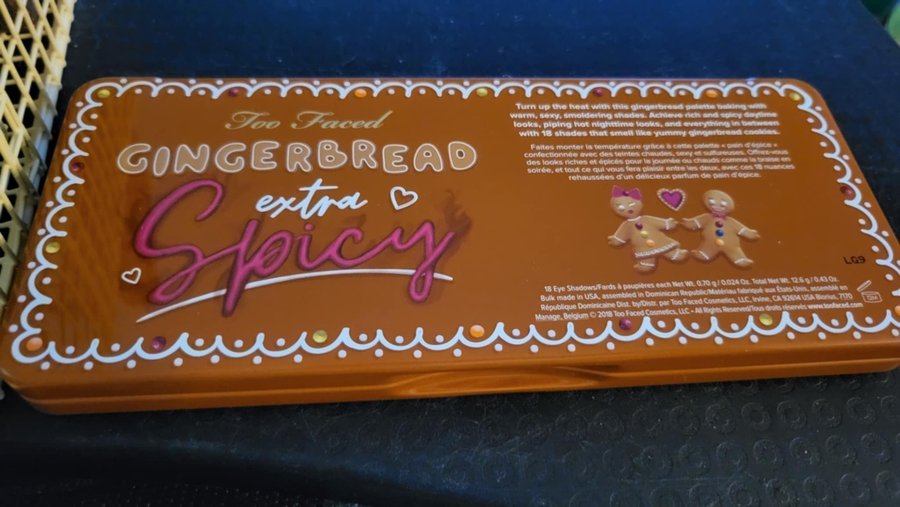 Too Faced
GINGERBREAD
extra
Spicy
Turn up the heat with this gingerbread palette baking with
warm, sexy, smoldering shades. Achieve rich and spicy daytime
looks, piping hot nighttime looks, and everything in between
with 18 shades that smell like yummy gingerbread cookies.
Faites monter la température grâce à cette palette « pain d'épice »
confectionnée avec des teintes chaudes, sexy et sulfureuses. Offrez-vous
des looks riches et épicés pour la journée ou chauds comme la braise en
soirée, et tout ce qui vous fera plaisir entre les deux, avec ces 18 nuances
rehaussées d'un délicieux parfum de pain d'épice.
LG9
18 Eye Shadows/Fards à paupières each Net Wt. 0.70 g / 0.024 Oz. Total Net Wt. 12.6 g / 0.43 Oz.
Bulk made in USA, assembled in Dominican Republic/Matériau fabriqué aux États-Unis, assemblé en
République Dominicaine Dist. by/Distr. par Too Faced Cosmetics, LLC, Irvine, CA 92614 USA Blorius, 7170
Manage, Belgium © 2018 Too Faced Cosmetics, LLC • All Rights Reserved/Tous droits réservés www.toofaced.com
12M